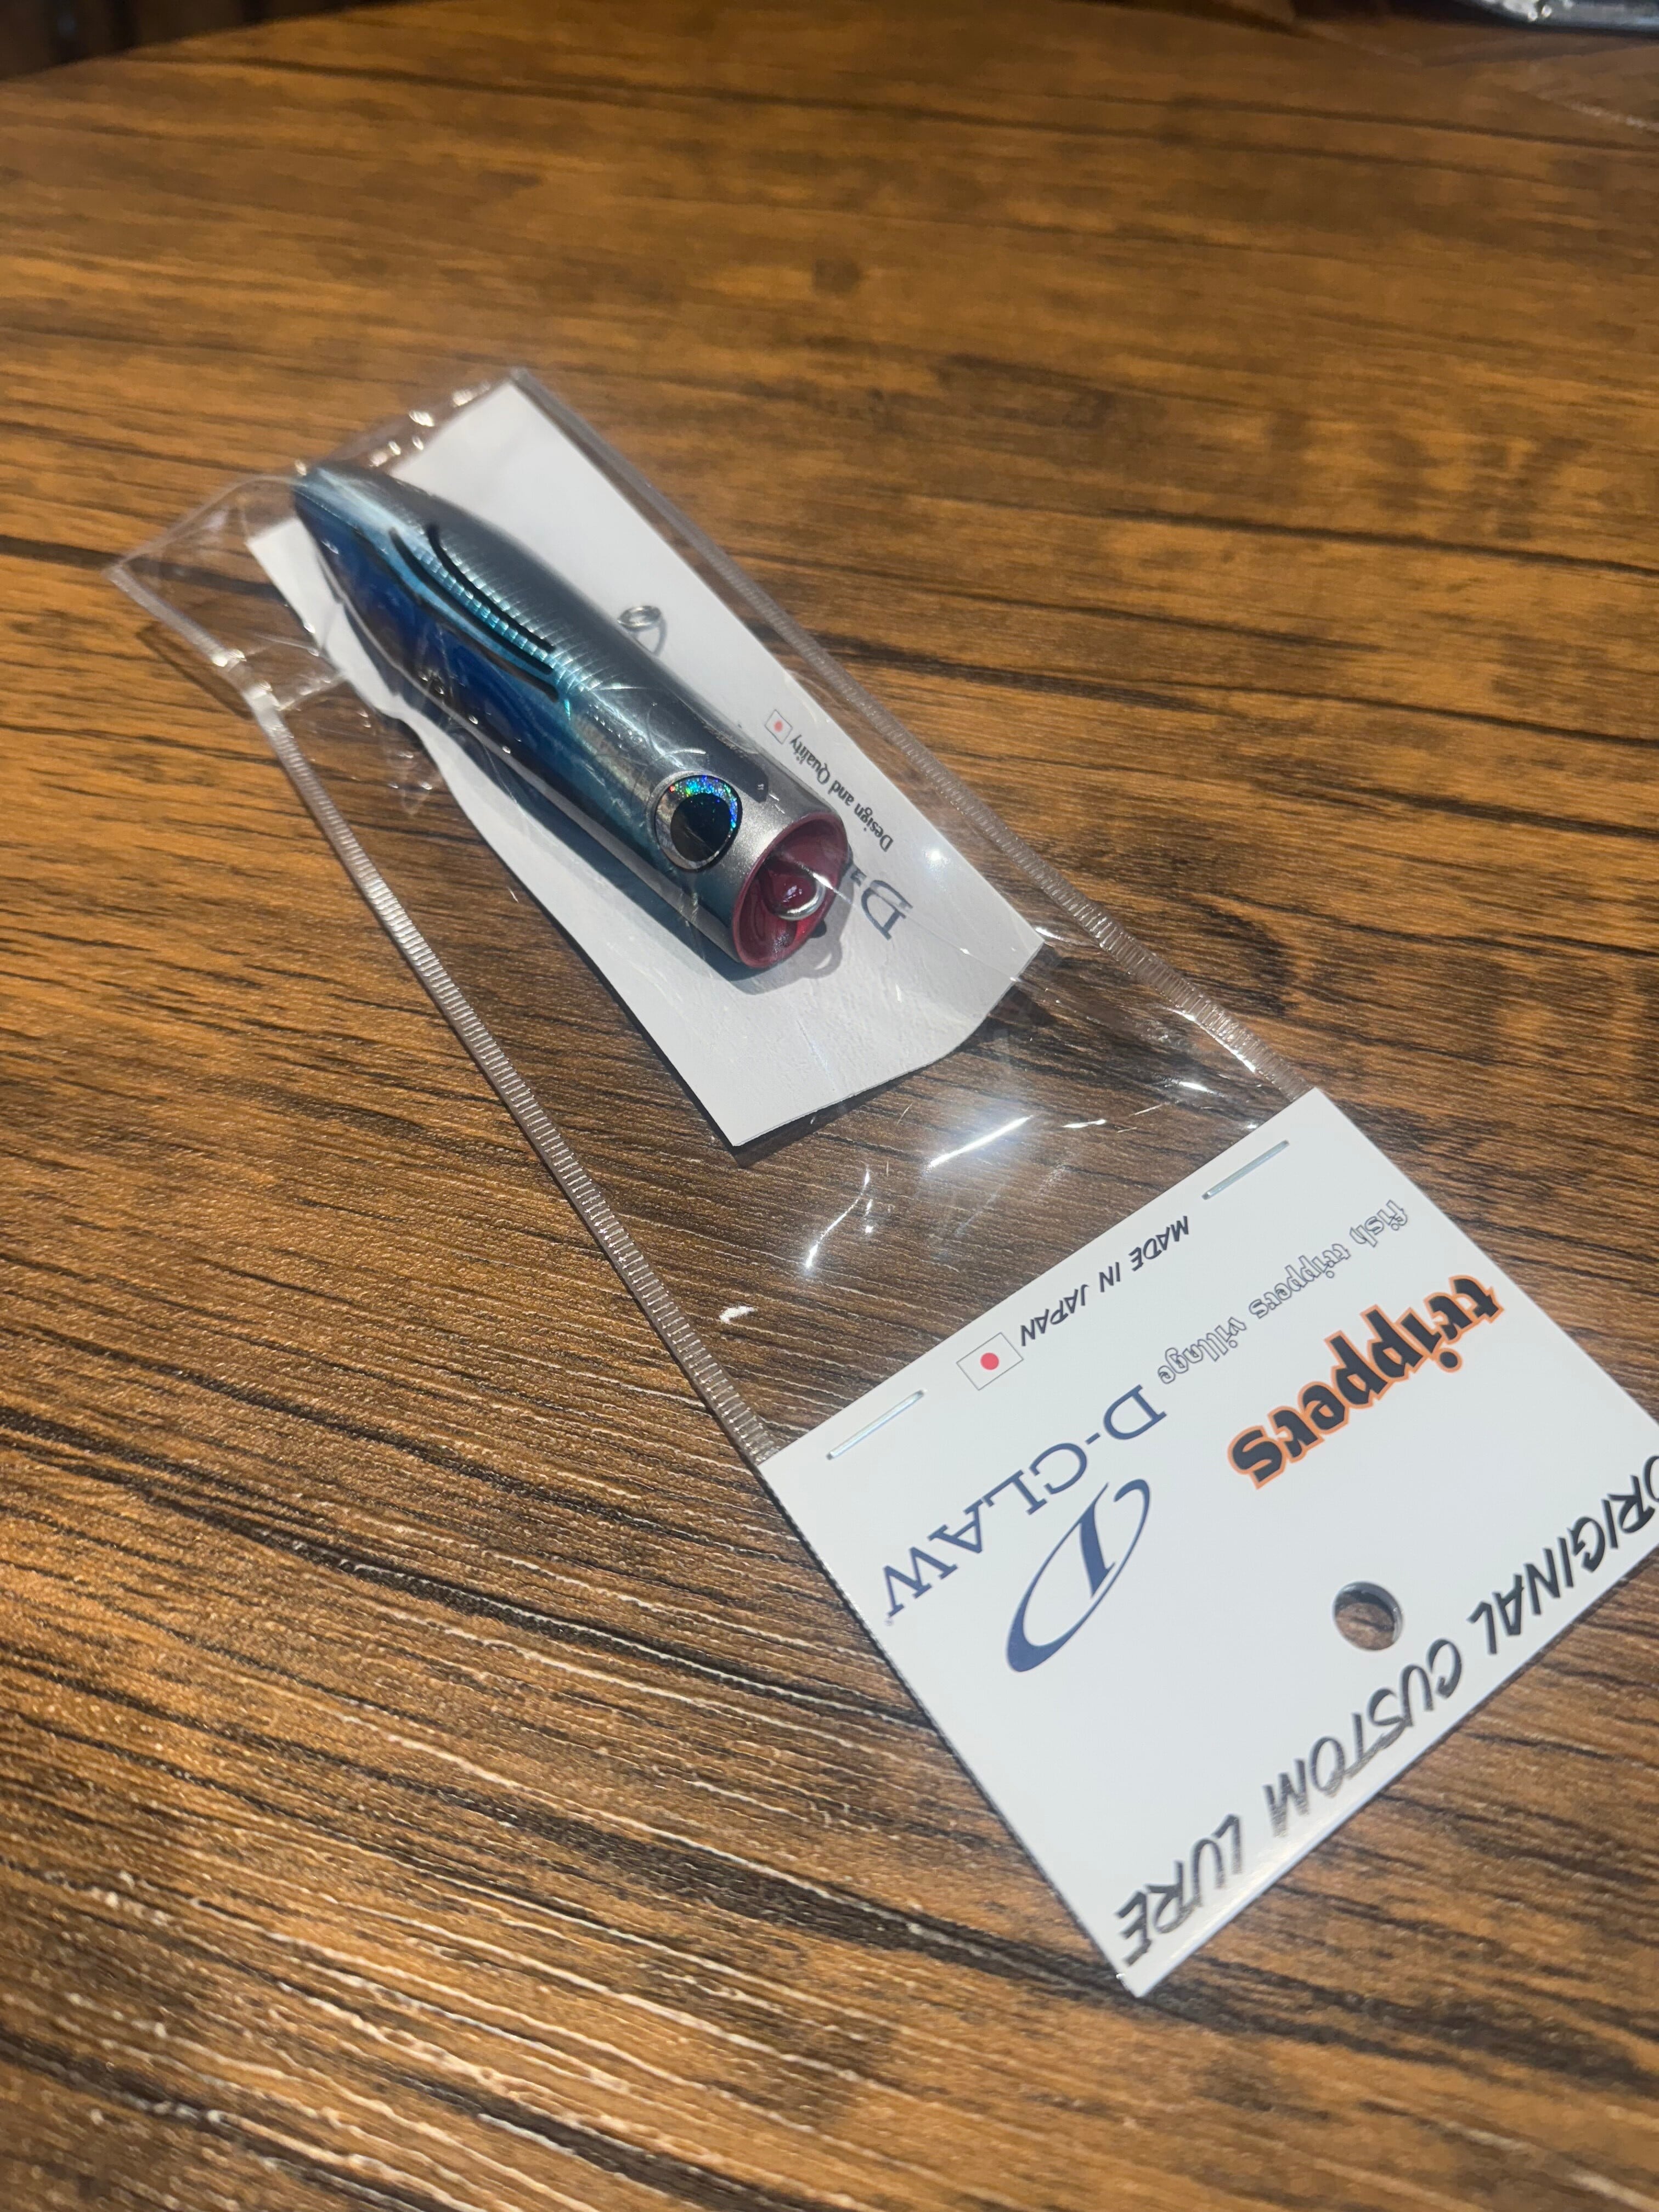 ORIGINAL CUSTOM LURE
trippers
fish trippers village
D
D-CLAW
MADE IN JAPAN
Design and Quality